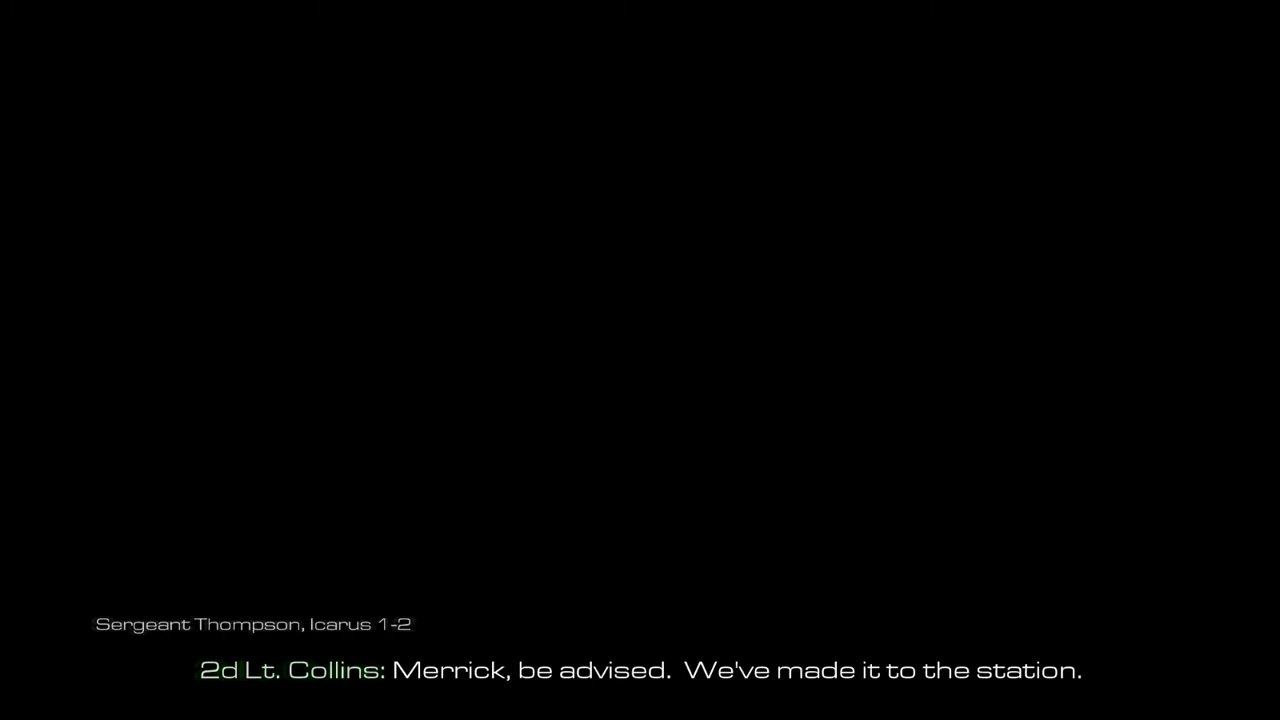 Sergeant Thompson, Icarus 1-2
2d Lt. Collins: Merrick, be advised.  We've made it to the station.